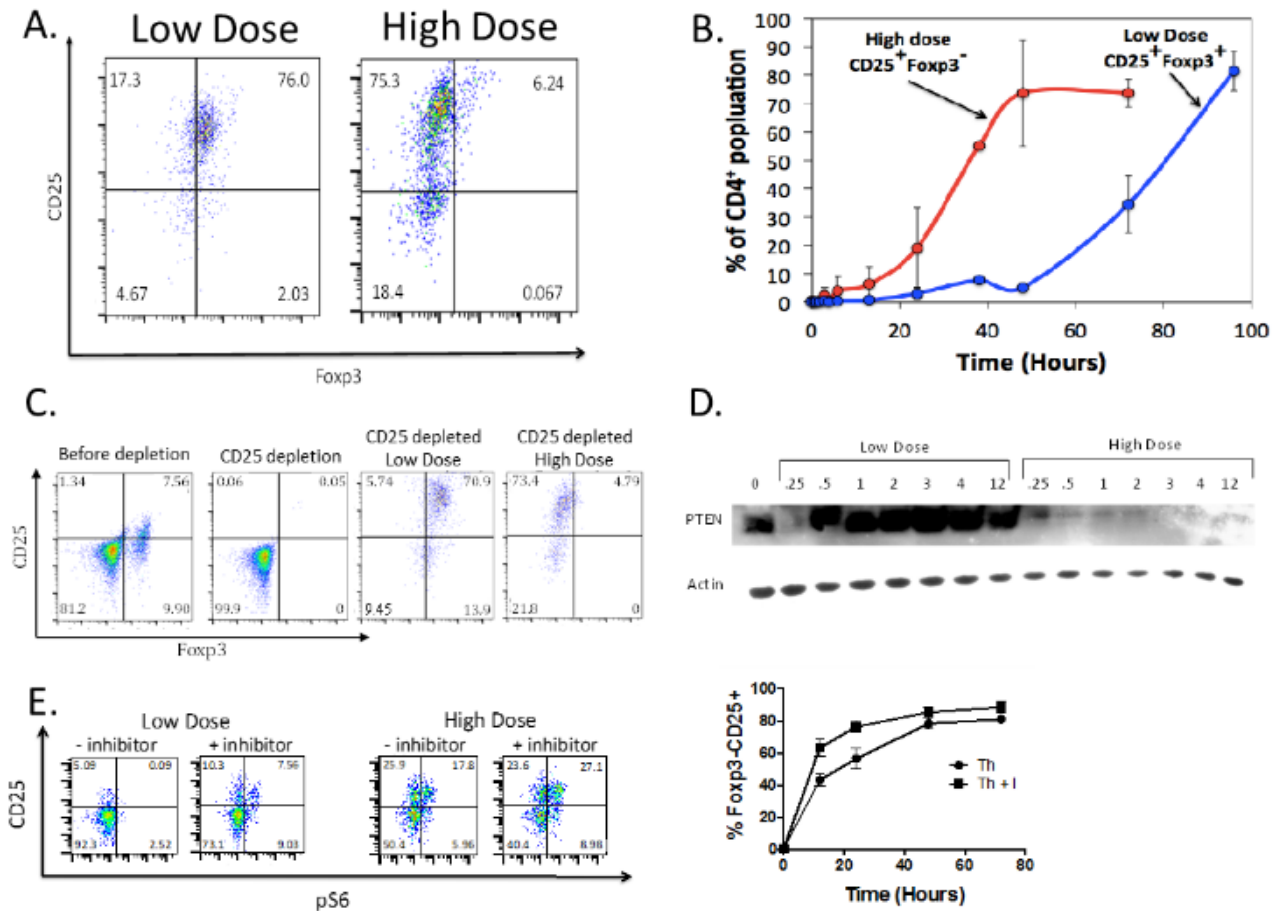 A.
Low Dose
High Dose
17.3
76.0
4.67
2.03
75.3
6.24
18.4
0.067
CD25
Foxp3
B.
% of CD4+ popluation
100
90
80
70
60
50
40
30
20
10
0
High dose
CD25+Foxp3-
Low Dose
CD25+Foxp3+
0 20 40 60 80 100
Time (Hours)
C.
Before depletion
CD25 depletion
CD25 depleted
Low Dose
CD25 depleted
High Dose
1.34
7.56
81.2
9.90
0.06
0.05
99.9
0
5.74
70.9
9.45
13.9
73.4
4.79
21.8
0
CD25
Foxp3
D.
Low Dose
High Dose
0 .25 .5 1 2 3 4 12 .25 .5 1 2 3 4 12
PTEN
Actin
E.
Low Dose
High Dose
- inhibitor
+ inhibitor
- inhibitor
+ inhibitor
5.09
0.09
92.3
2.52
10.3
7.56
73.1
9.03
25.9
17.8
50.4
5.96
23.6
27.1
40.4
8.98
CD25
pS6
% Foxp3-CD25+
100
80
60
40
20
0
Th
Th + I
0 20 40 60 80
Time (Hours)